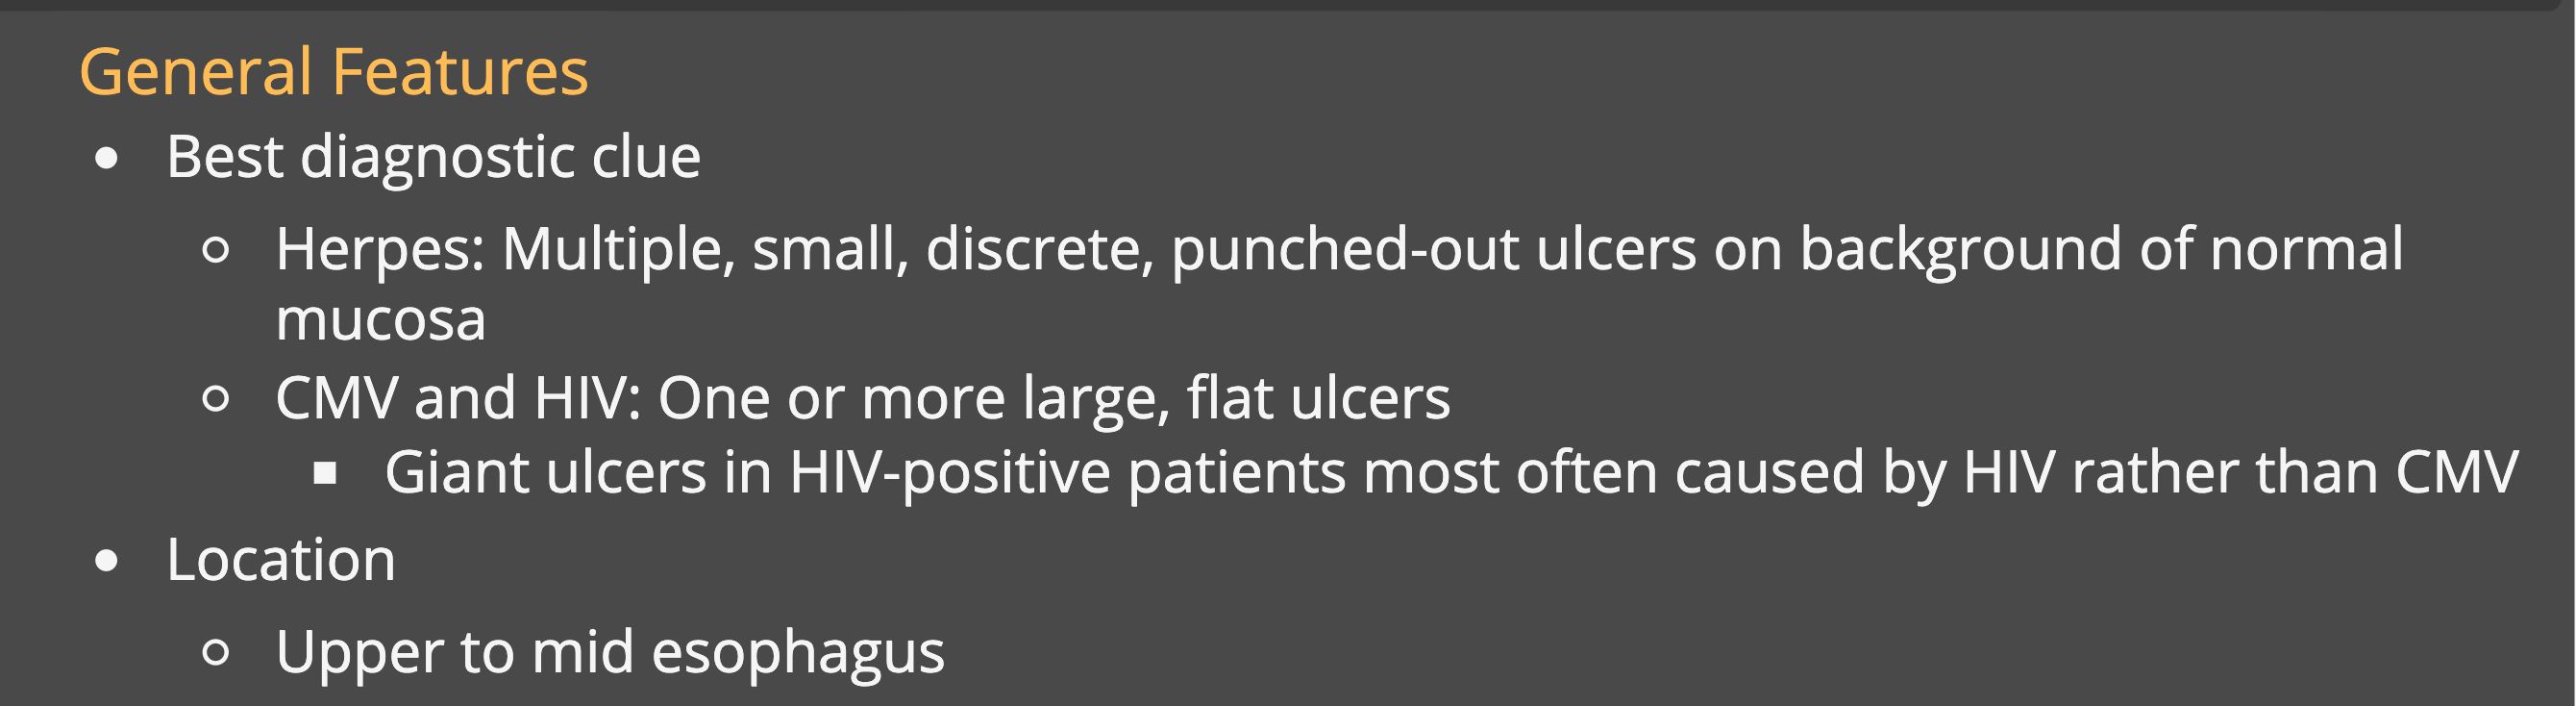 General Features
• Best diagnostic clue
○ Herpes: Multiple, small, discrete, punched-out ulcers on background of normal
mucosa
○ CMV and HIV: One or more large, flat ulcers
■ Giant ulcers in HIV-positive patients most often caused by HIV rather than CMV
• Location
○ Upper to mid esophagus